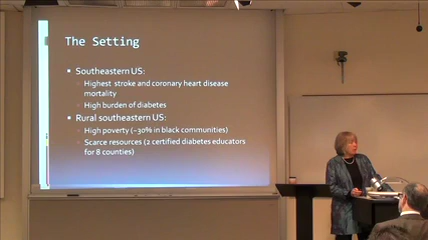 The Setting
Southeastern US:
Highest stroke and coronary heart disease
mortality
High burden of diabetes
Rural southeastern US:
High poverty (~30% in black communities)
Scarce resources (2 certified diabetes educators
for 8 counties)